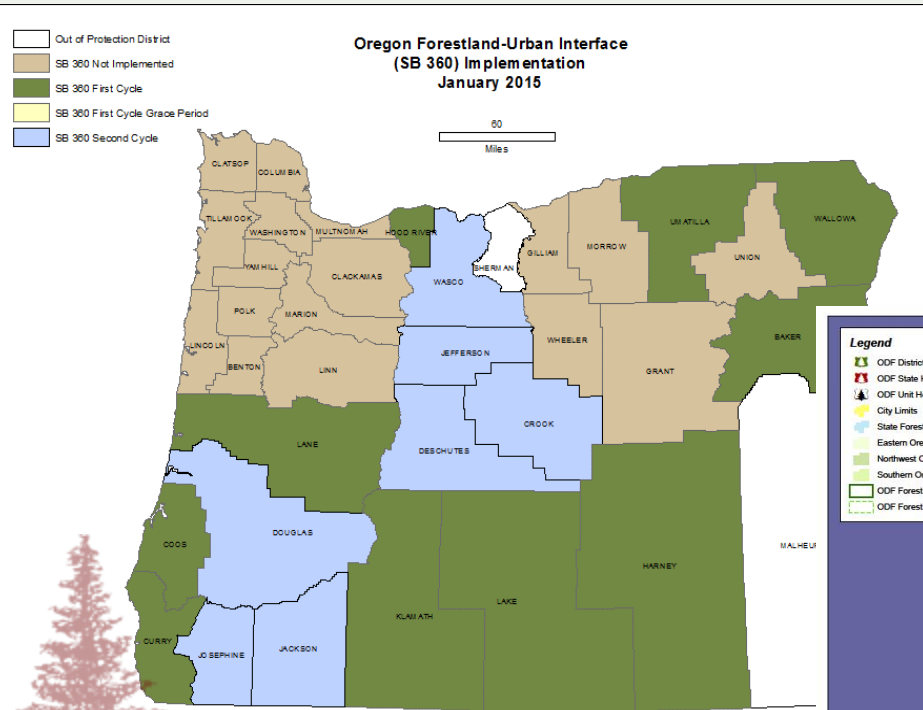 Out of Protection District
SB 360 Not Implemented
SB 360 First Cycle
SB 360 First Cycle Grace Period
SB 360 Second Cycle
Oregon Forestland-Urban Interface
(SB 360) Implementation
January 2015
60
Miles
CLATSOP
COLUMBIA
TILLAMOOK
WASHINGTON
MULTNOMAH
HOOD RIVER
YAMHILL
CLACKAMAS
POLK
MARION
LINCOLN
BENTON
LINN
WASCO
SHERMAN
GILLIAM
MORROW
UMATILLA
UNION
WALLOWA
JEFFERSON
WHEELER
GRANT
BAKER
LANE
DESCHUTES
CROOK
COOS
DOUGLAS
CURRY
JOSEPHINE
JACKSON
KLAMATH
LAKE
HARNEY
MALHEU
Legend
ODF District
ODF State
ODF Unit
City Limits
State Forest
Eastern
Northwest
Southern
ODF Forest
ODF Forest